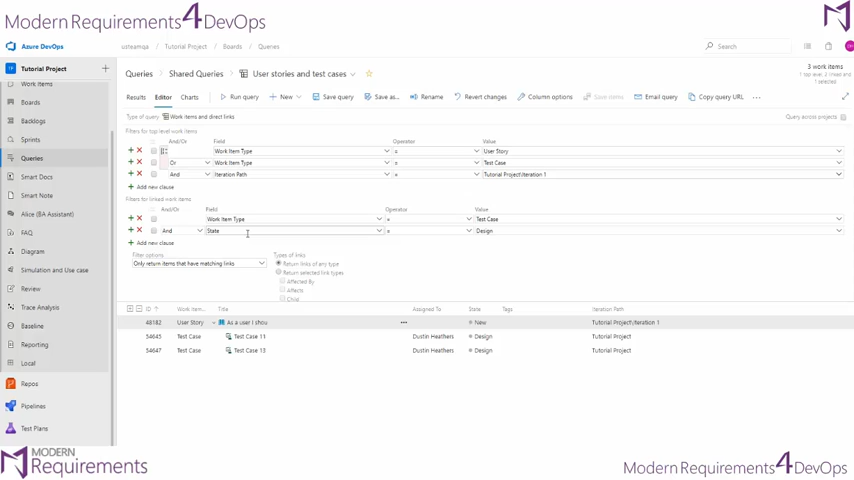 Modern Requirements4DevOps
Azure DevOps
Tutorial Project
Boards
Queries
Search
Tutorial Project
Work Items
Boards
Backlogs
Sprints
Queries
Smart Docs
Smart Note
Alice (BA Assistant)
FAQ
Diagram
Simulation and Use case
Review
Trace Analysis
Baseline
Reporting
Local
Repos
Pipelines
Test Plans
Queries
Shared Queries
User stories and test cases
3 work items
1 top level, 2 linked and
1 selected
Results Editor Charts Run query New Save query Save as... Rename Revert changes Column options Save items Email query Copy query URL ...
Type of query Work items and direct links
Query across projects
Filters for top level work items
And/Or Field Operator Value
Work Item Type = User Story
Or Work Item Type = Test Case
And Iteration Path = Tutorial Project\Iteration 1
Add new clause
Filters for linked work items
And/Or Field Operator Value
Work Item Type = Test Case
And State = Design
Add new clause
Filter options
Only return items that have matching links
Types of links
Return links of any type
Return selected link types
Affected By
Affects
Child
ID Work Item... Title Assigned To State Tags Iteration Path
48182 User Story As a user I shou ... New Tutorial Project\Iteration 1
54645 Test Case Test Case 11 Dustin Heathers Design Tutorial Project
54647 Test Case Test Case 13 Dustin Heathers Design Tutorial Project
MODERN
Requirements
Modern Requirements4DevOps